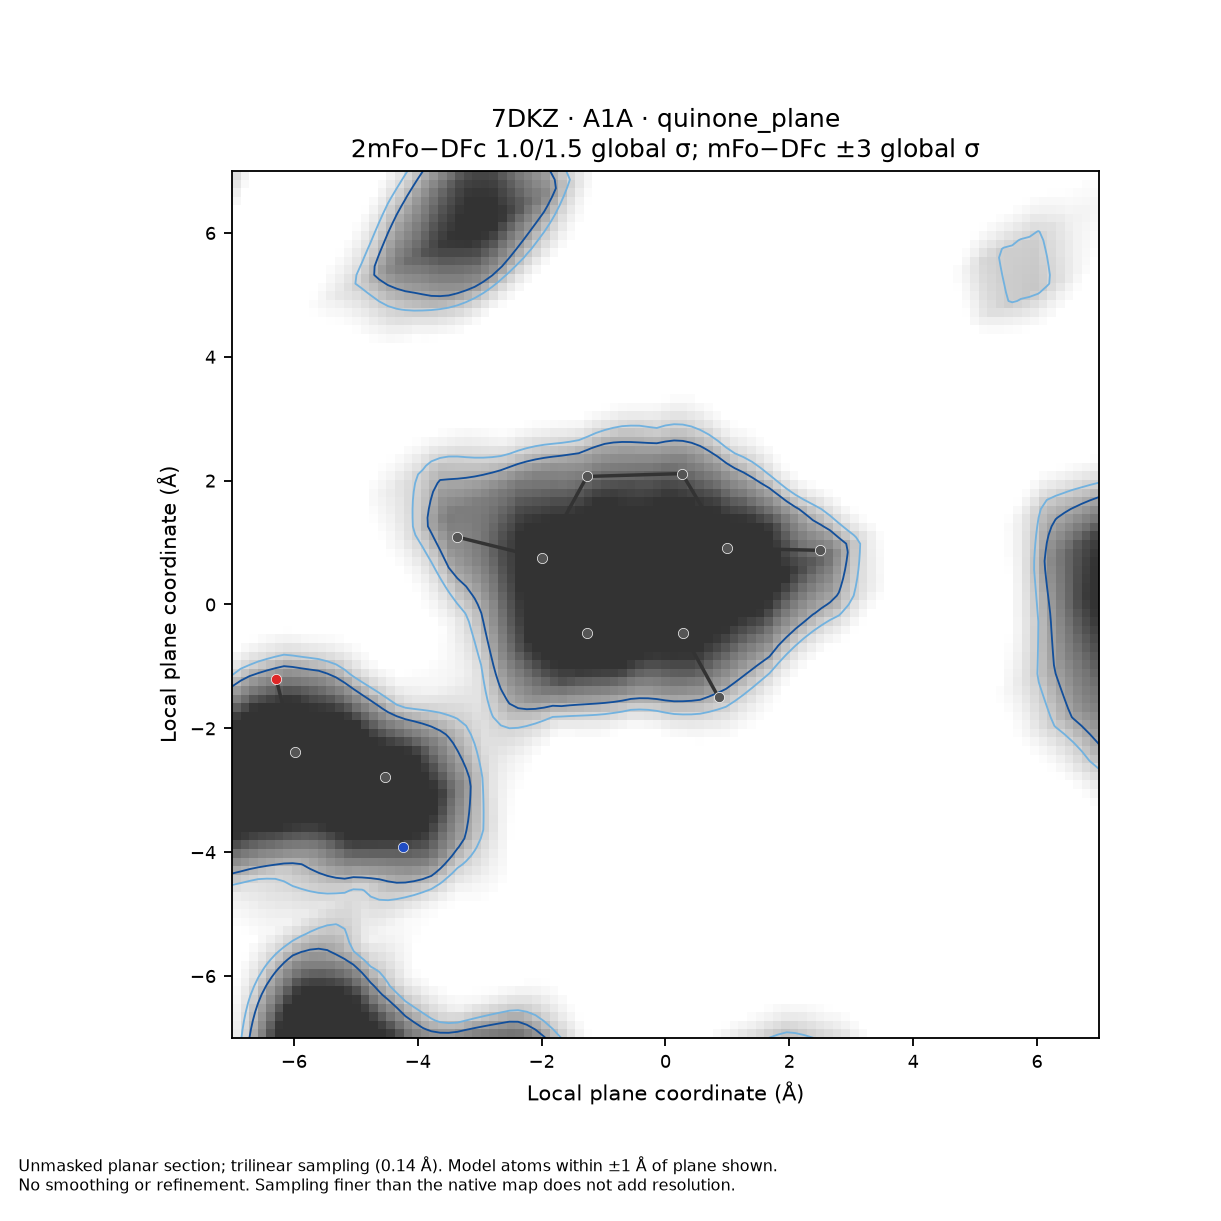 7DKZ · A1A · quinone_plane
2mFo−DFc 1.0/1.5 global σ; mFo−DFc ±3 global σ
6
4
2
0
−2
−4
−6
Local plane coordinate (Å)
−6 −4 −2 0 2 4 6
Local plane coordinate (Å)
Unmasked planar section; trilinear sampling (0.14 Å). Model atoms within ±1 Å of plane shown.
No smoothing or refinement. Sampling finer than the native map does not add resolution.